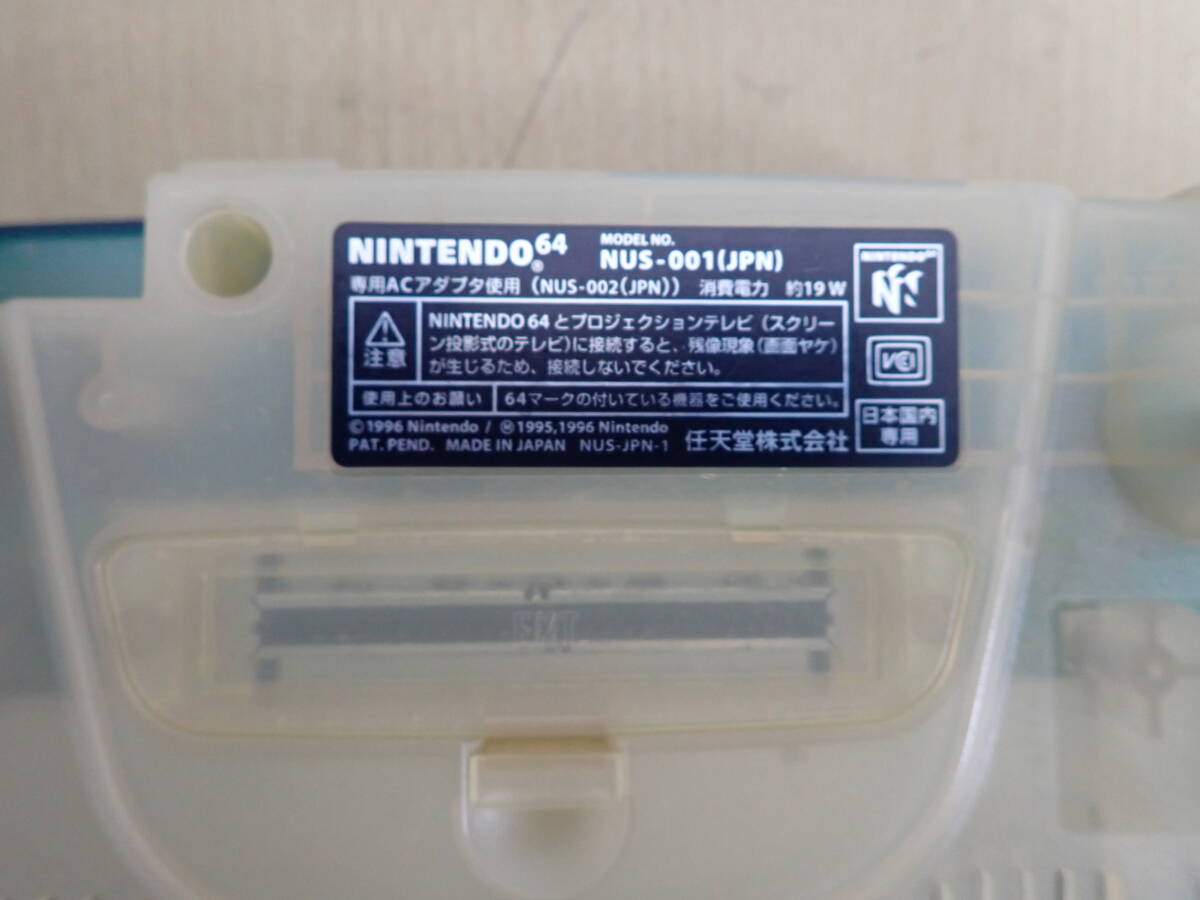 NINTENDO64®
MODEL NO.
NUS-001(JPN)
専用ACアダプタ使用 (NUS-002(JPN)) 消費電力 約19W
NINTENDO64
注意
NINTENDO 64とプロジェクションテレビ(スクリー
ン投影式のテレビ)に接続すると、残像現象(画面ヤケ)
が生じるため、接続しないでください。
VCI
使用上のお願い
64マークの付いている機器をご使用ください。
日本国内
専用
©1996 Nintendo / Ⓜ1995,1996 Nintendo
PAT. PEND. MADE IN JAPAN NUS-JPN-1 任天堂株式会社